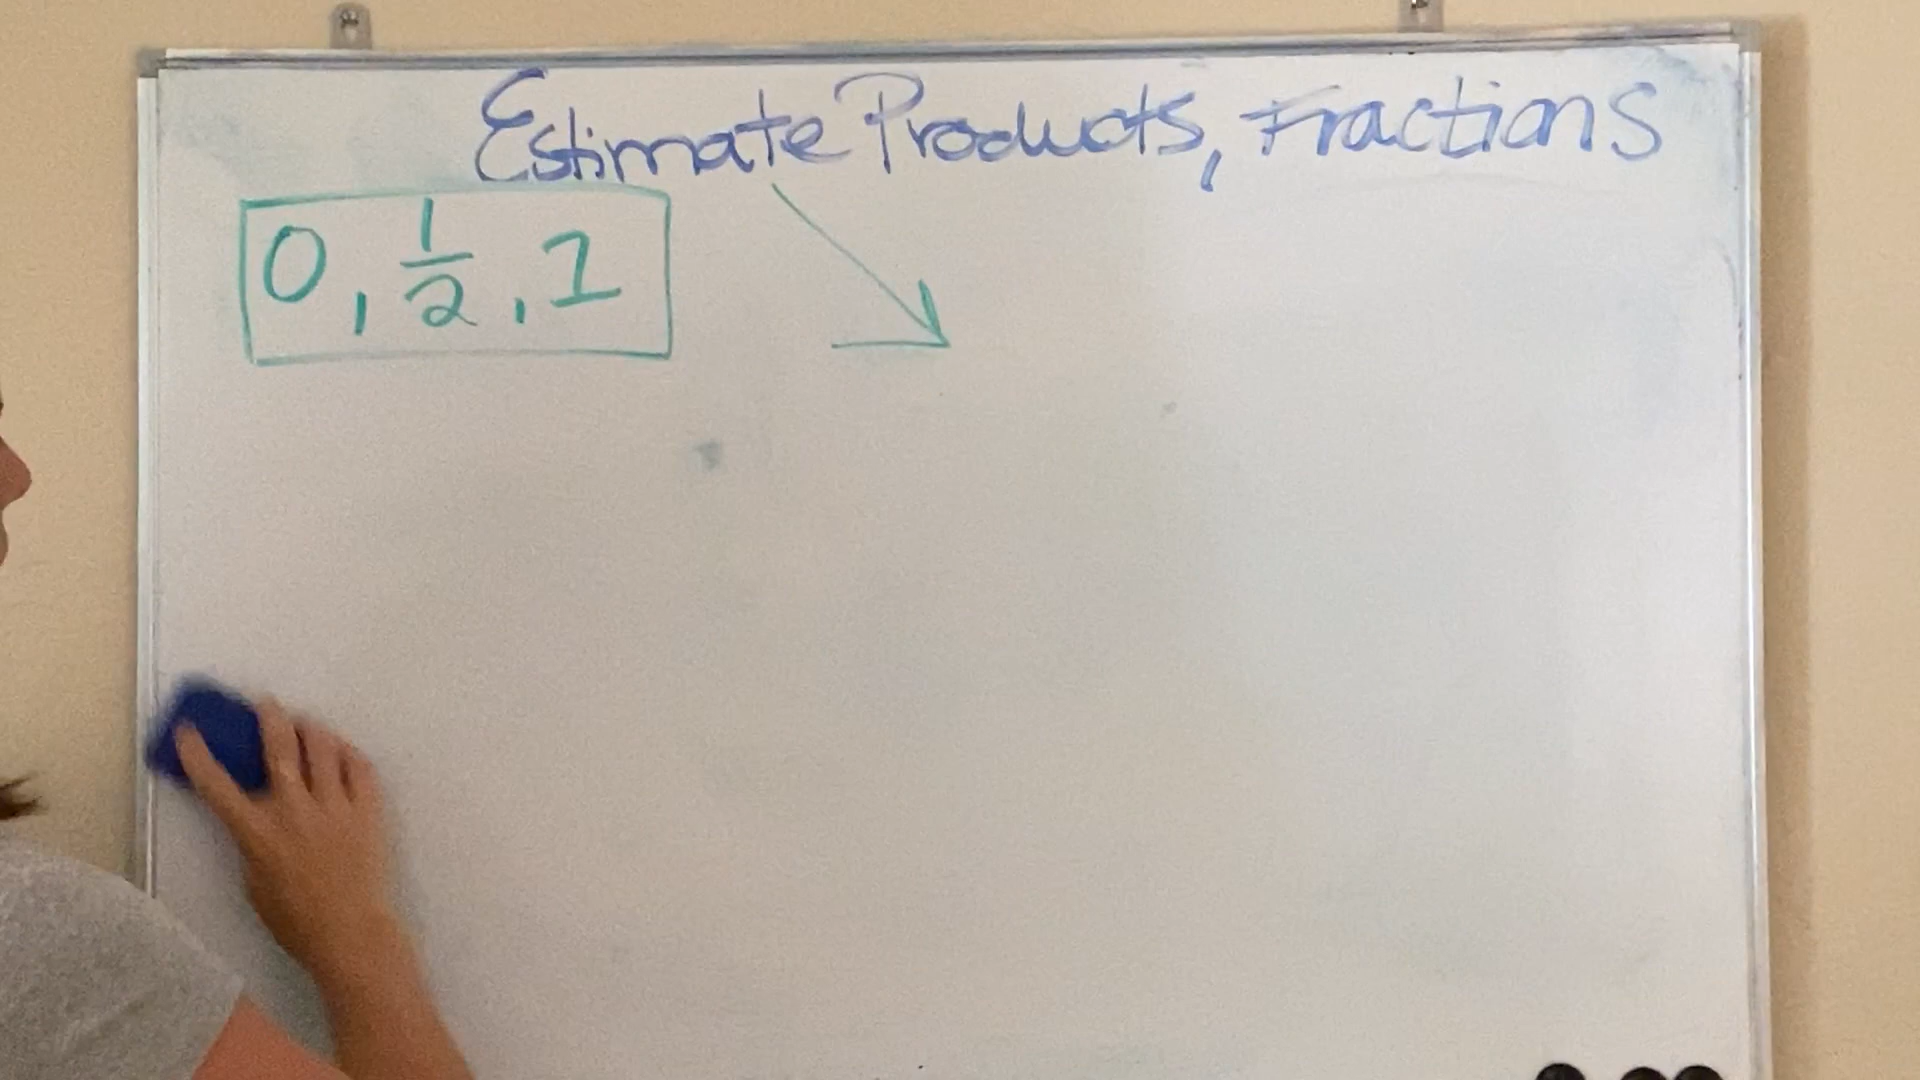 Estimate Products, Fractions
0, 1/2, 1